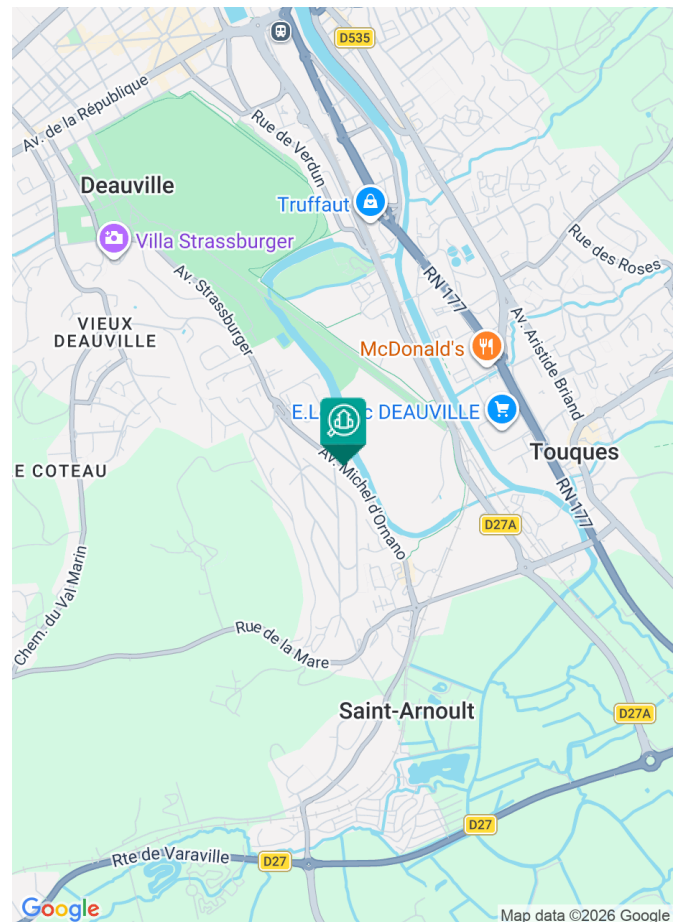 D535
Av. de la République
Rue de Verdun
Deauville
Truffaut
Villa Strassburger
Rue des Roses
RN 177
Av. Strassburger
VIEUX
DEAUVILLE
McDonald's
Av. Aristide Briand
DEAUVILLE
Touques
COTEAU
Av. Michel d'Ornano
RN 177
D27A
Chem. du Val Marin
Rue de la Mare
Saint-Arnoult
D27A
D27
Rte de Varaville
D27
Google
Map data ©2026 Google